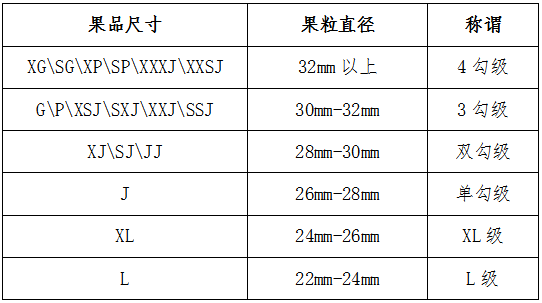 果品尺寸 果粒直径 称谓
XG\SG\XP\SP\XXXJ\XXSJ 32mm 以上 4 勾级
G\P\XSJ\SXJ\XXJ\SSJ 30mm-32mm 3 勾级
XJ\SJ\JJ 28mm-30mm 双勾级
J 26mm-28mm 单勾级
XL 24mm-26mm XL 级
L 22mm-24mm L 级